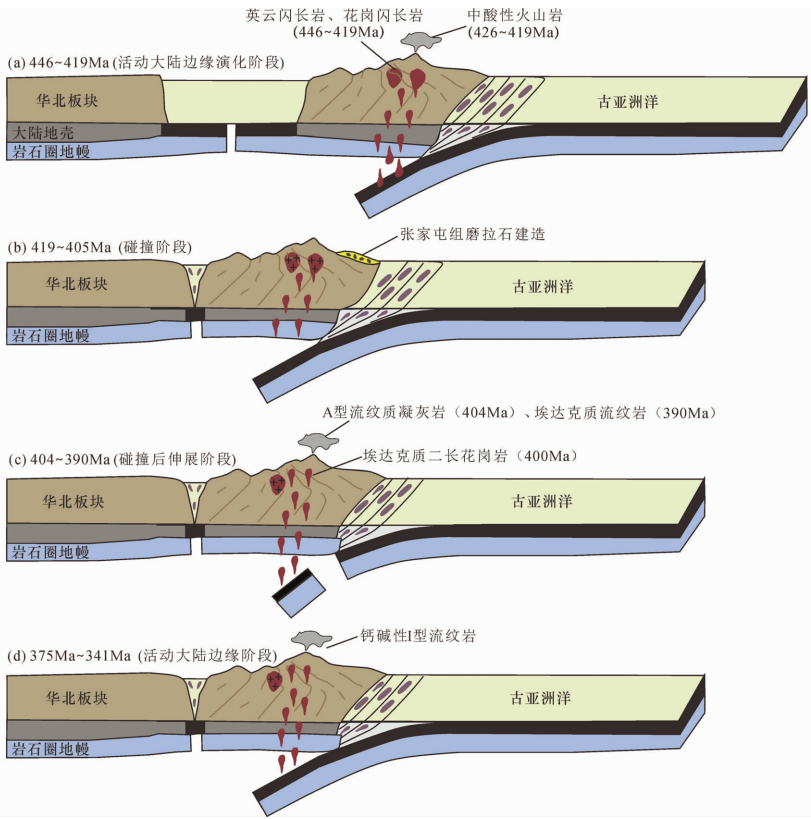 英云闪长岩、花岗闪长岩
(446~419Ma)
中酸性火山岩
(426~419Ma)
(a) 446~419Ma (活动大陆边缘演化阶段)
华北板块
古亚洲洋
大陆地壳
岩石圈地幔
(b) 419~405Ma (碰撞阶段)
张家屯组磨拉石建造
华北板块
古亚洲洋
岩石圈地幔
A型流纹质凝灰岩（404Ma）、埃达克质流纹岩（390Ma）
(c) 404~390Ma (碰撞后伸展阶段)
埃达克质二长花岗岩（400Ma）
华北板块
古亚洲洋
岩石圈地幔
钙碱性I型流纹岩
(d) 375Ma~341Ma (活动大陆边缘阶段)
华北板块
古亚洲洋
岩石圈地幔